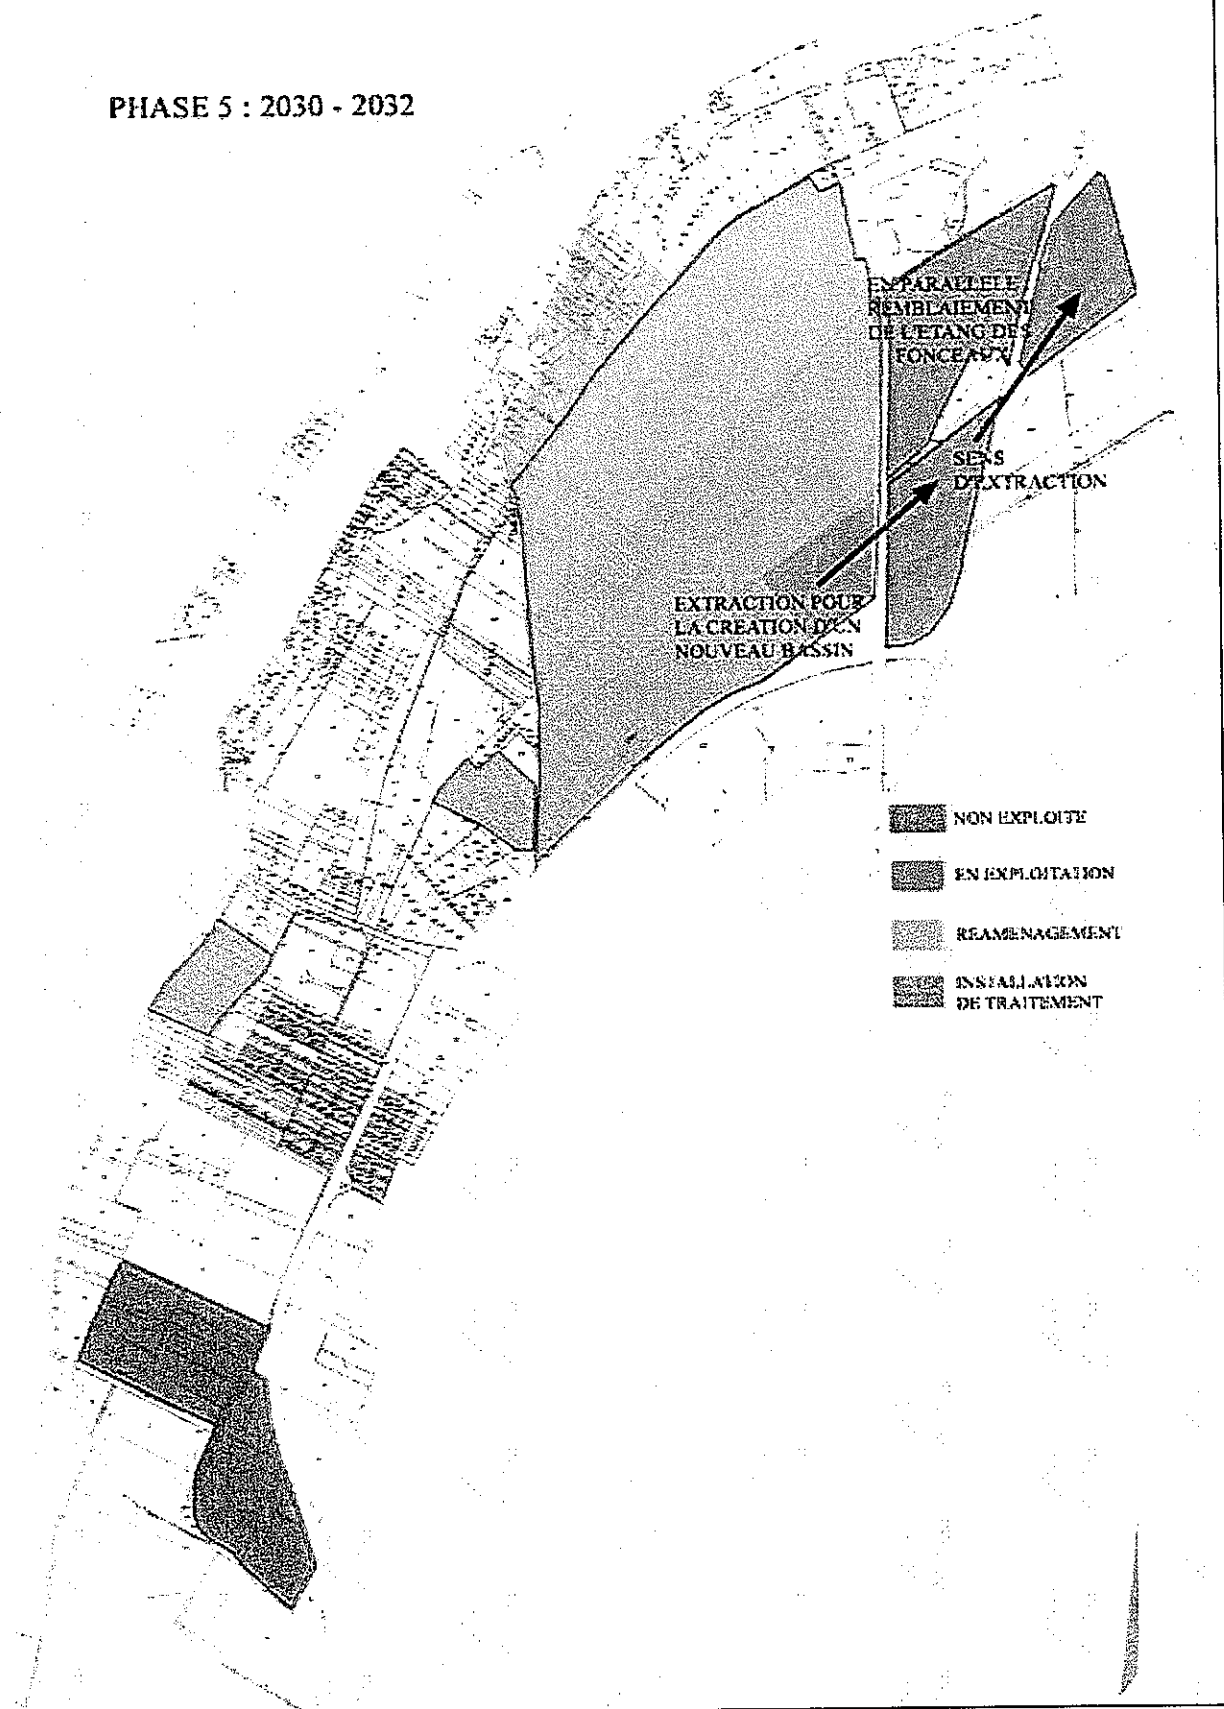 PHASE 5 : 2030 - 2032
EN PARALLELE
REMBLAIEMENT
DE L'ETANG DES
FONCEAUX
SENS
D'EXTRACTION
EXTRACTION POUR
LA CREATION D'UN
NOUVEAU BASSIN
NON EXPLOITE
EN EXPLOITATION
REAMENAGEMENT
INSTALLATION
DE TRAITEMENT